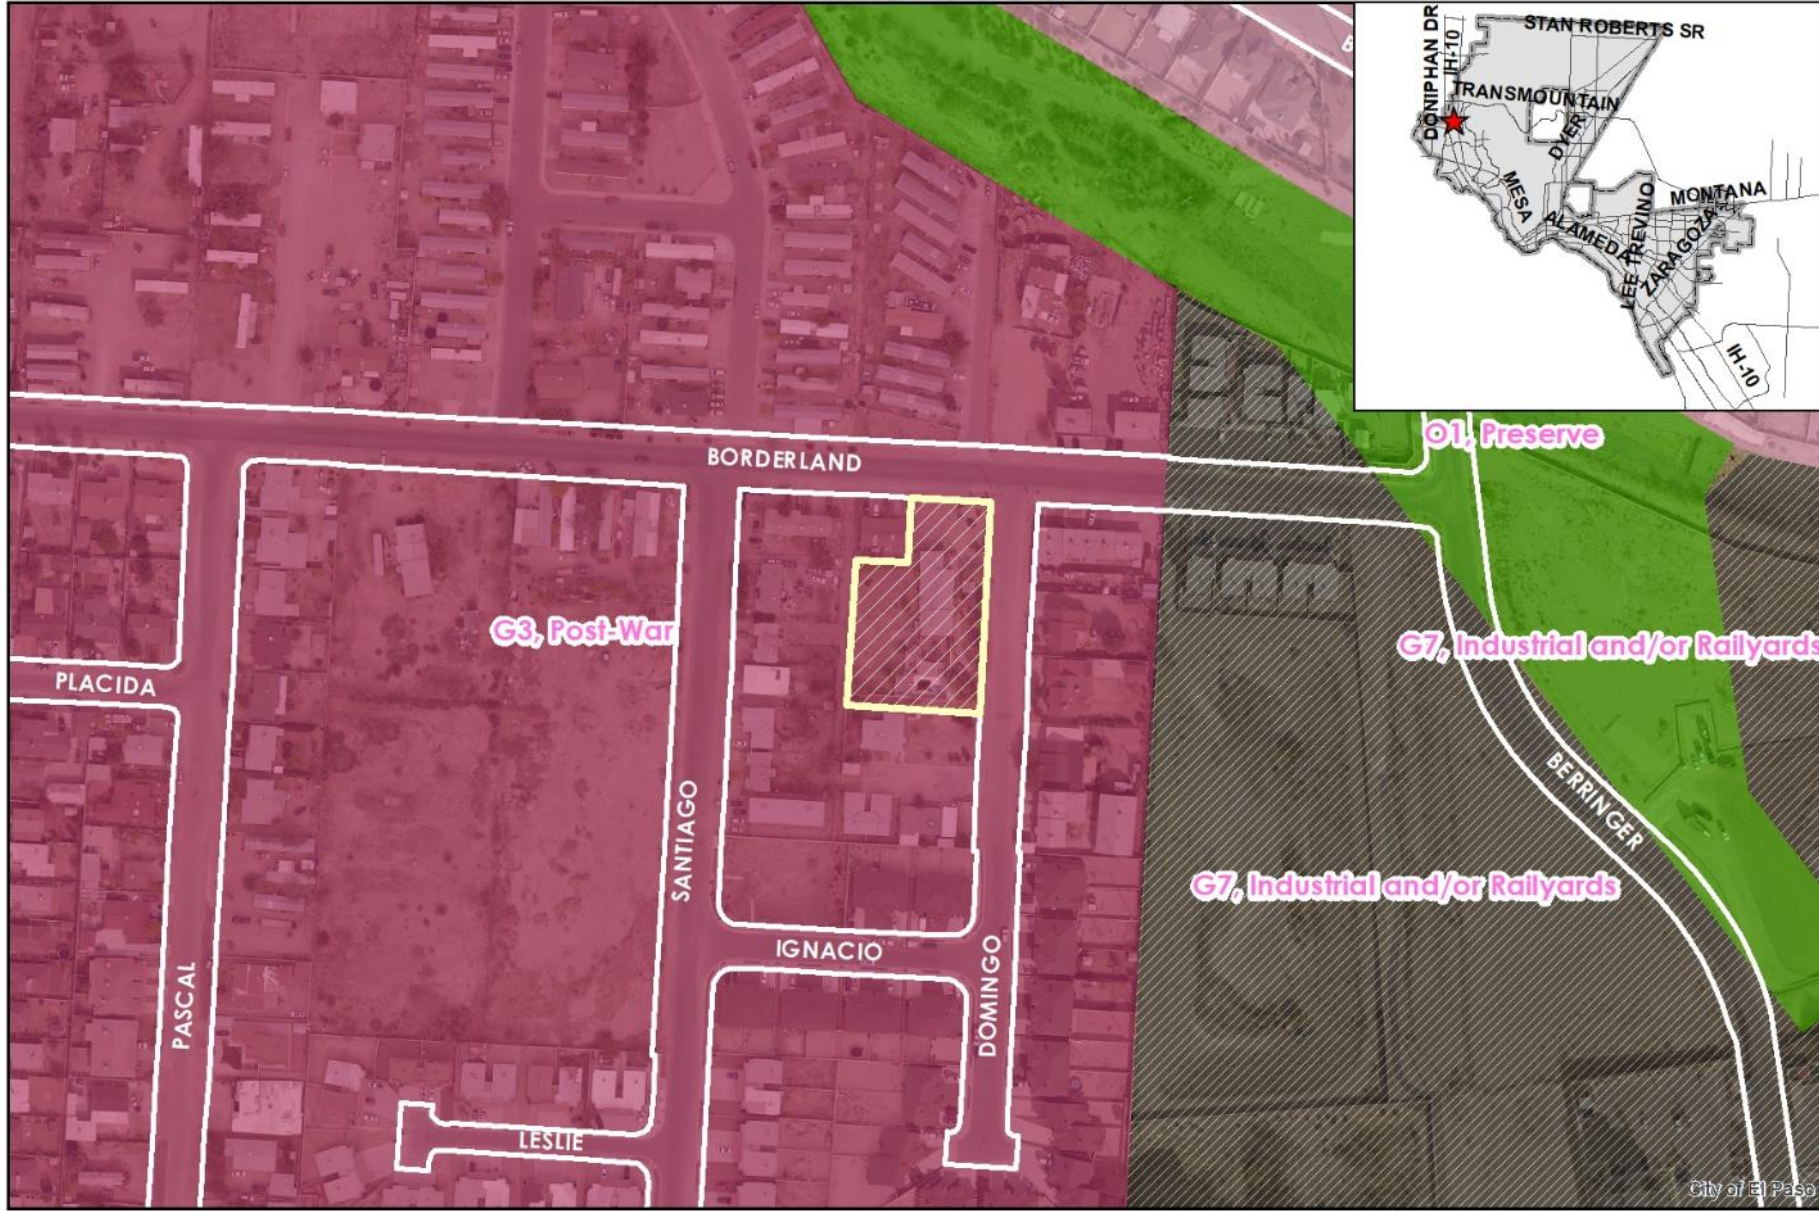 STAN ROBERTS SR
DONIPHAN DR
IH-10
TRANSMOUNTAIN
DYER
MESA
MONTANA
ALAMEDA
LEE TREVINO
ZARAGOZA
IH-10
O1, Preserve
BORDERLAND
G3, Post-War
G7, Industrial and/or Railyards
PLACIDA
BERRINGER
SANTIAGO
G7, Industrial and/or Railyards
IGNACIO
DOMINGO
PASCAL
LESLIE
City of El Paso